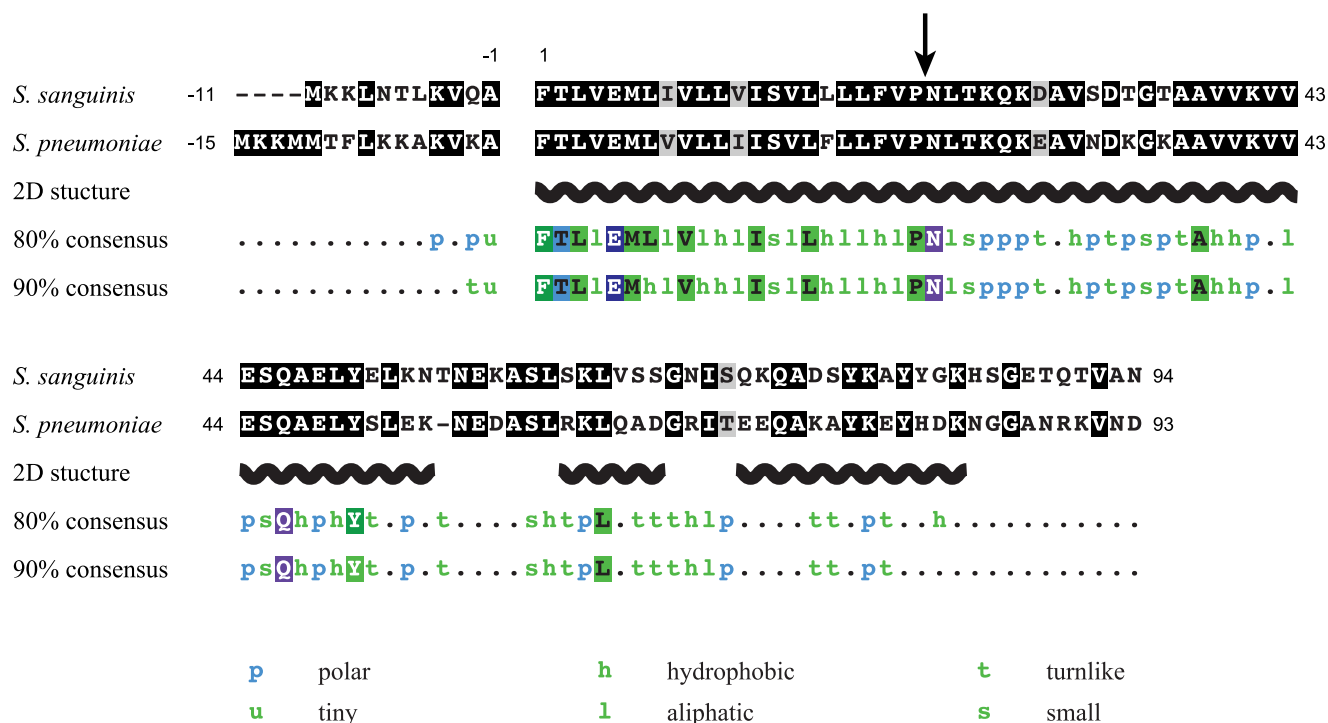 -1 1
S. sanguinis -11 ----MKKLNTLKVQA FTLVEMLIVLLVISVLLLLFVPNLTKQKDAVSDTGTAAVVKVV 43
S. pneumoniae -15 MKKMMTFLKKAKVKA FTLVEMLVVLLIISVLFLLFVPNLTKQKEAVNDKGKAAVVKVV 43
2D stucture
80% consensus ...........p.pu FTLlEMLlVlhlIslLhllhlPNlspppt.hptpsptAhhp.l
90% consensus .............tu FTLlEMhlVhhlIslLhllhlPNlspppt.hptpsptAhhp.l
S. sanguinis 44 ESQAELYELKNTNEKASLSKLVSSGNISQKQADSYKAYYGKHSGETQTVAN 94
S. pneumoniae 44 ESQAELYSLEK-NEDASLRKLQADGRITEEQAKAYKEYHDKNGGANRKVND 93
2D stucture
80% consensus psQhphYt.p.t....shtpL.ttthlp....tt.pt..h...........
90% consensus psQhphYt.p.t....shtpL.ttthlp....tt.pt..............
p polar h hydrophobic t turnlike
u tiny l aliphatic s small